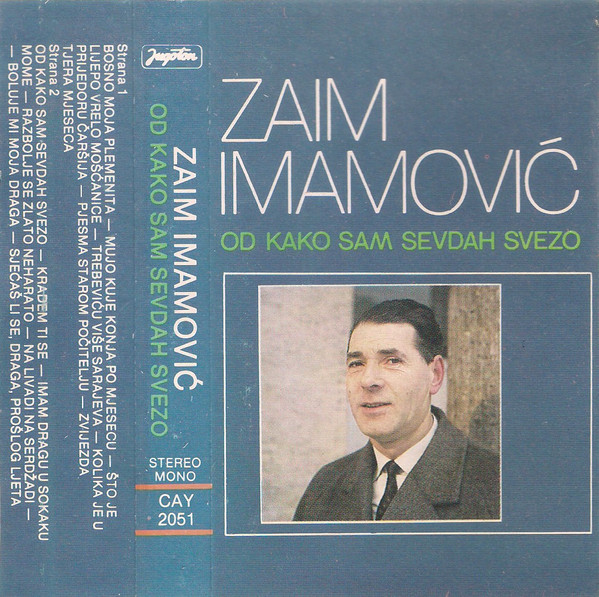 Strana 1
BOSNO MOJA PLEMENITA — MUJO KUJE KONJA PO MJESECU — ŠTO JE
LIJEPO VRELO MOŠĆANICE — TREBEVIĆU VIŠE SARAJEVA — KOLIKA JE U
PRIJEDORU ČARŠIJA — PJESMA STAROM POČITELJU — ZVIJEZDA
TJERA MJESECA
Strana 2
OD KAKO SAM SEVDAH SVEZO — KRADEM TI SE — IMAM DRAGU U SOKAKU
MOME — RAZBOLJE SE ZLATO NEHARATO — NA LIVADI NA SERDŽADI —
— BOLUJE MI MOJA DRAGA — SJEĆAŠ LI SE, DRAGA, PROŠLOG LJETA
Jugoton
ZAIM IMAMOVIĆ
OD KAKO SAM SEVDAH SVEZO
STEREO
MONO
CAY
2051
ZAIM
IMAMOVIĆ
OD KAKO SAM SEVDAH SVEZO